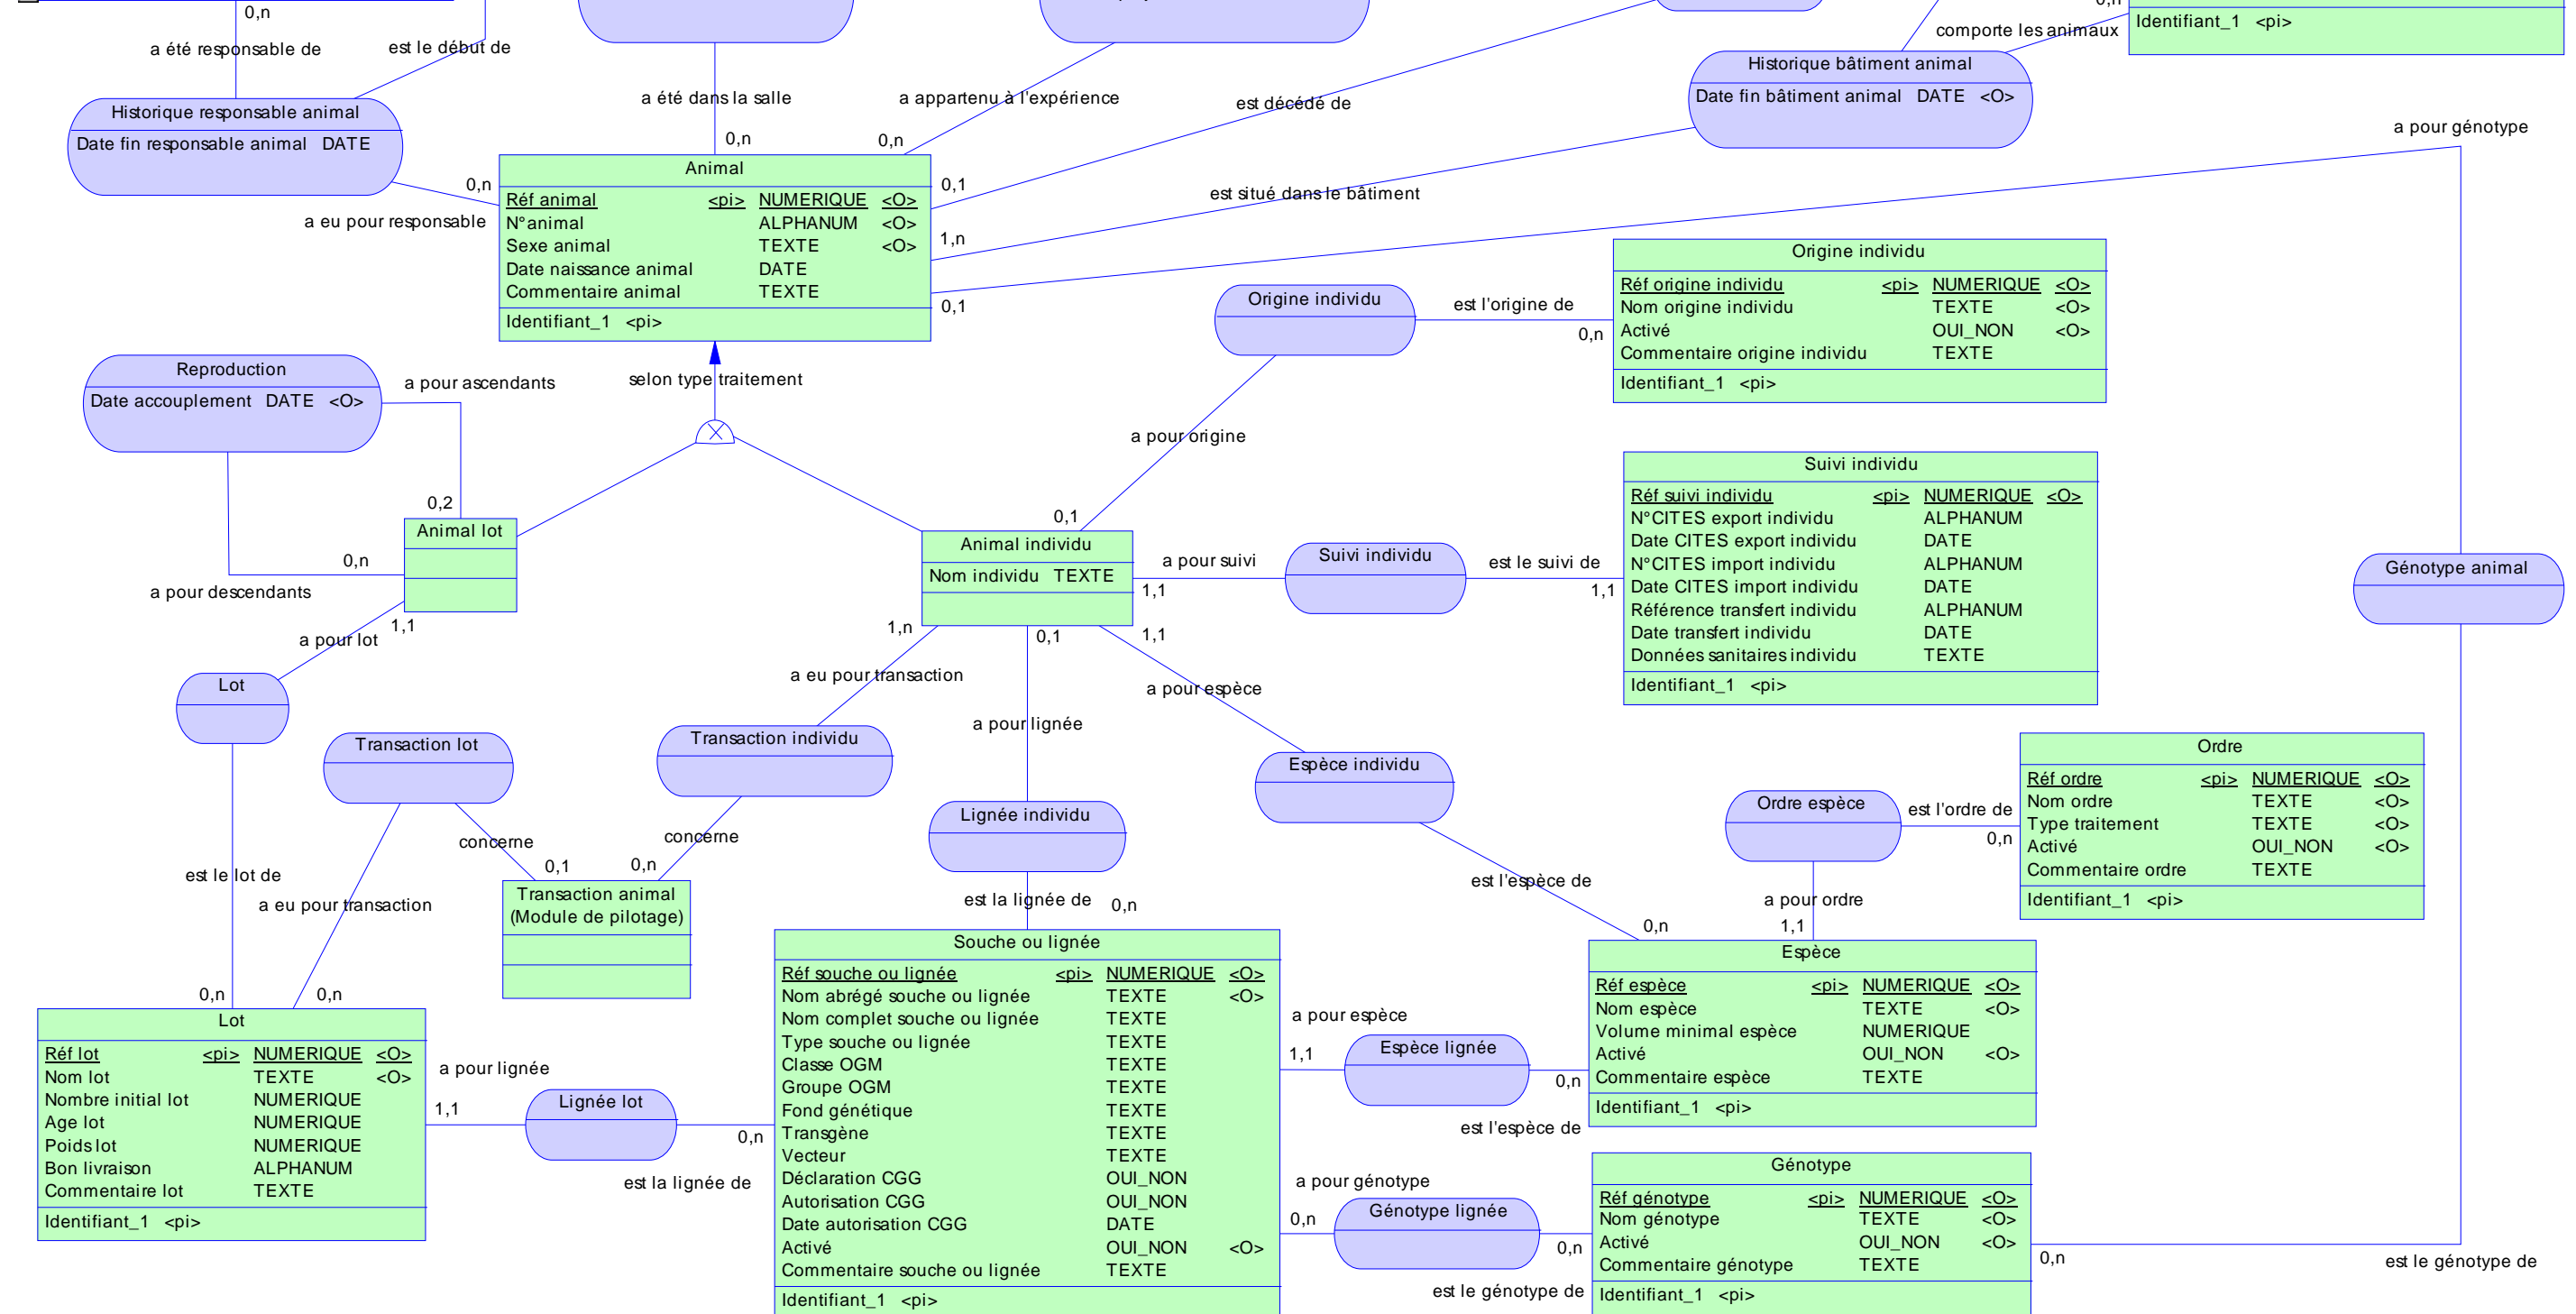 0,n
a été responsable de
est le début de
Historique responsable animal
Date fin responsable animal DATE
0,n
a eu pour responsable
a été dans la salle
0,n
a appartenu à l'expérience
0,n
est décédé de
0,1
est situé dans le bâtiment
1,n
comporte les animaux
0,n
Identifiant_1 <pi>
Historique bâtiment animal
Date fin bâtiment animal DATE <O>
a pour génotype
0,1
Animal
Réf animal <pi> NUMERIQUE <O>
N°animal ALPHANUM <O>
Sexe animal TEXTE <O>
Date naissance animal DATE
Commentaire animal TEXTE
Identifiant_1 <pi>
Origine individu
est l'origine de
0,n
Origine individu
Réf origine individu <pi> NUMERIQUE <O>
Nom origine individu TEXTE <O>
Activé OUI_NON <O>
Commentaire origine individu TEXTE
Identifiant_1 <pi>
Reproduction
Date accouplement DATE <O>
a pour ascendants
selon type traitement
0,2
a pour origine
0,1
Animal lot
0,n
a pour descendants
1,1
a pour lot
Animal individu
Nom individu TEXTE
a pour suivi
1,1
Suivi individu
est le suivi de
1,1
Suivi individu
Réf suivi individu <pi> NUMERIQUE <O>
N°CITES export individu ALPHANUM
Date CITES export individu DATE
N°CITES import individu ALPHANUM
Date CITES import individu DATE
Référence transfert individu ALPHANUM
Date transfert individu DATE
Données sanitaires individu TEXTE
Identifiant_1 <pi>
Génotype animal
1,n
0,1
1,1
a eu pour transaction
a pour lignée
a pour espèce
Lot
Transaction lot
Transaction individu
Lignée individu
Espèce individu
concerne
0,1
concerne
0,n
est le lot de
a eu pour transaction
0,n
0,n
Transaction animal
(Module de pilotage)
est la lignée de
0,n
est l'espèce de
0,n
Ordre espèce
est l'ordre de
0,n
a pour ordre
1,1
Ordre
Réf ordre <pi> NUMERIQUE <O>
Nom ordre TEXTE <O>
Type traitement TEXTE <O>
Activé OUI_NON <O>
Commentaire ordre TEXTE
Identifiant_1 <pi>
Lot
Réf lot <pi> NUMERIQUE <O>
Nom lot TEXTE <O>
Nombre initial lot NUMERIQUE
Age lot NUMERIQUE
Poids lot NUMERIQUE
Bon livraison ALPHANUM
Commentaire lot TEXTE
Identifiant_1 <pi>
a pour lignée
1,1
Lignée lot
0,n
est la lignée de
Souche ou lignée
Réf souche ou lignée <pi> NUMERIQUE <O>
Nom abrégé souche ou lignée TEXTE <O>
Nom complet souche ou lignée TEXTE
Type souche ou lignée TEXTE
Classe OGM TEXTE
Groupe OGM TEXTE
Fond génétique TEXTE
Transgène TEXTE
Vecteur TEXTE
Déclaration CGG OUI_NON
Autorisation CGG OUI_NON
Date autorisation CGG DATE
Activé OUI_NON <O>
Commentaire souche ou lignée TEXTE
Identifiant_1 <pi>
a pour espèce
1,1
Espèce lignée
0,n
est l'espèce de
Espèce
Réf espèce <pi> NUMERIQUE <O>
Nom espèce TEXTE <O>
Volume minimal espèce NUMERIQUE
Activé OUI_NON <O>
Commentaire espèce TEXTE
Identifiant_1 <pi>
a pour génotype
0,n
Génotype lignée
0,n
est le génotype de
Génotype
Réf génotype <pi> NUMERIQUE <O>
Nom génotype TEXTE <O>
Activé OUI_NON <O>
Commentaire génotype TEXTE
Identifiant_1 <pi>
0,n
est le génotype de